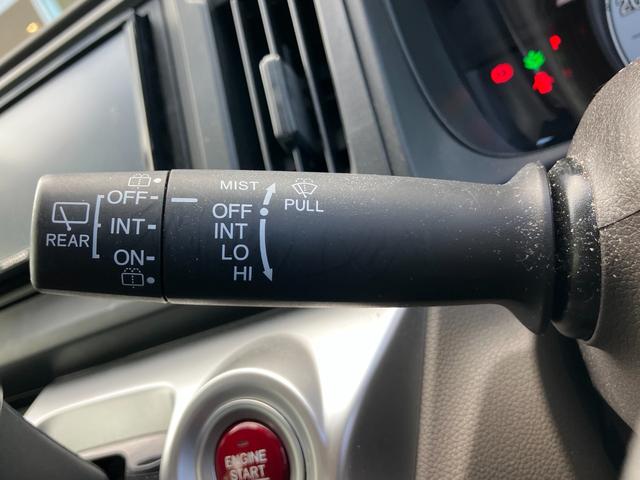 MIST
PULL
OFF
INT
LO
HI
OFF
INT
ON
REAR
ENGINE
START
P